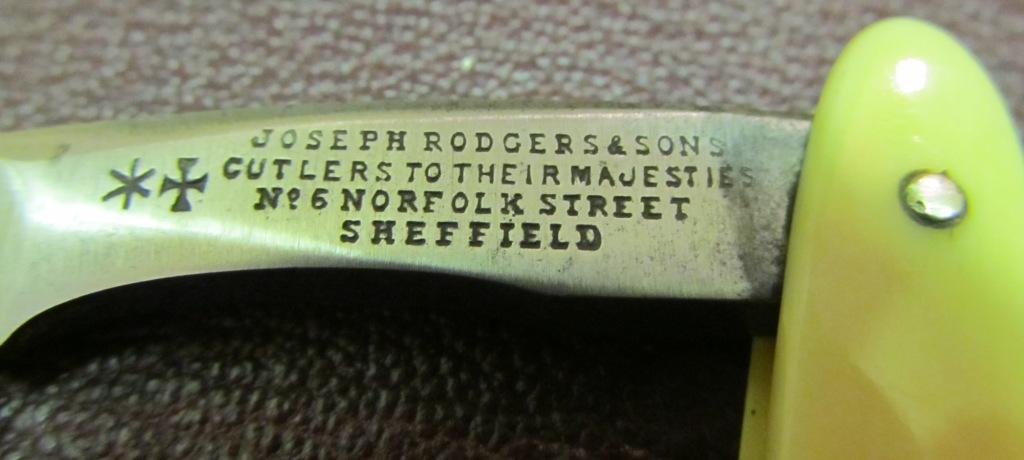 JOSEPH RODGERS & SONS
CUTLERS TO THEIR MAJESTIES
Nº 6 NORFOLK STREET
SHEFFIELD